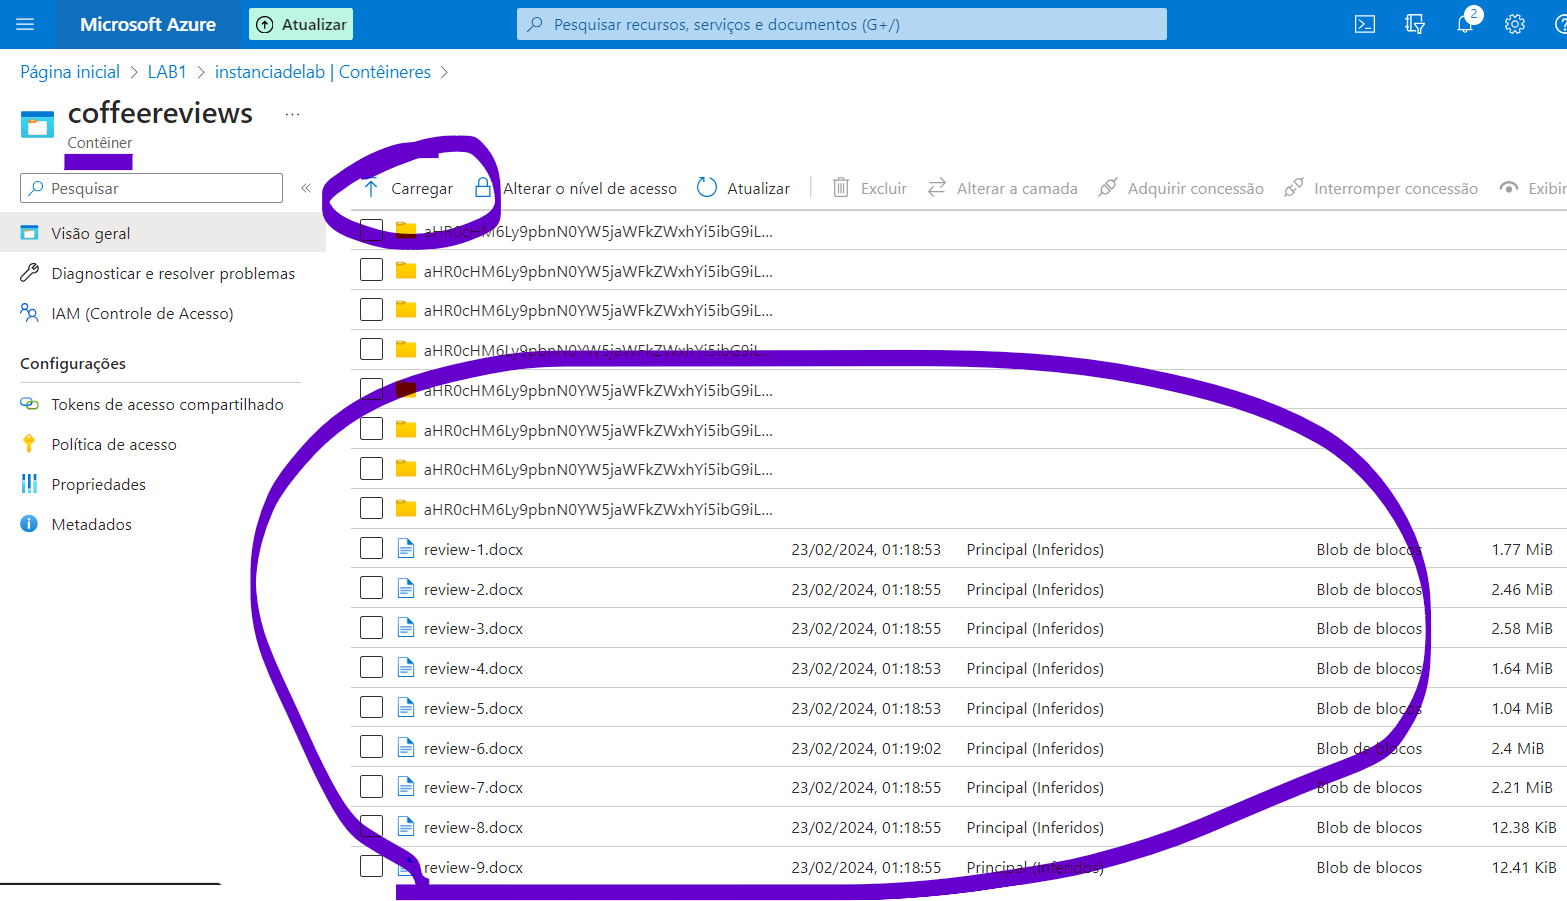 Microsoft Azure
Atualizar
Pesquisar recursos, serviços e documentos (G+/)
2
Página inicial > LAB1 > instanciadelab | Contêineres >
coffeereviews ...
Contêiner
Pesquisar
«
Carregar
Alterar o nível de acesso
Atualizar
Excluir
Alterar a camada
Adquirir concessão
Interromper concessão
Exibir
Visão geral
Diagnosticar e resolver problemas
IAM (Controle de Acesso)
Configurações
Tokens de acesso compartilhado
Política de acesso
Propriedades
Metadados
aHR0cHM6Ly9pbnN0YW5jaWFkZWxhYi5ibG9iL...
aHR0cHM6Ly9pbnN0YW5jaWFkZWxhYi5ibG9iL...
aHR0cHM6Ly9pbnN0YW5jaWFkZWxhYi5ibG9iL...
aHR0cHM6Ly9pbnN0YW5jaWFkZWxhYi5ibG9iL...
aHR0cHM6Ly9pbnN0YW5jaWFkZWxhYi5ibG9iL...
aHR0cHM6Ly9pbnN0YW5jaWFkZWxhYi5ibG9iL...
aHR0cHM6Ly9pbnN0YW5jaWFkZWxhYi5ibG9iL...
aHR0cHM6Ly9pbnN0YW5jaWFkZWxhYi5ibG9iL...
review-1.docx 23/02/2024, 01:18:53 Principal (Inferidos) Blob de blocos 1.77 MiB
review-2.docx 23/02/2024, 01:18:55 Principal (Inferidos) Blob de blocos 2.46 MiB
review-3.docx 23/02/2024, 01:18:55 Principal (Inferidos) Blob de blocos 2.58 MiB
review-4.docx 23/02/2024, 01:18:53 Principal (Inferidos) Blob de blocos 1.64 MiB
review-5.docx 23/02/2024, 01:18:53 Principal (Inferidos) Blob de blocos 1.04 MiB
review-6.docx 23/02/2024, 01:19:02 Principal (Inferidos) Blob de blocos 2.4 MiB
review-7.docx 23/02/2024, 01:18:55 Principal (Inferidos) Blob de blocos 2.21 MiB
review-8.docx 23/02/2024, 01:18:55 Principal (Inferidos) Blob de blocos 12.38 KiB
review-9.docx 23/02/2024, 01:18:55 Principal (Inferidos) Blob de blocos 12.41 KiB